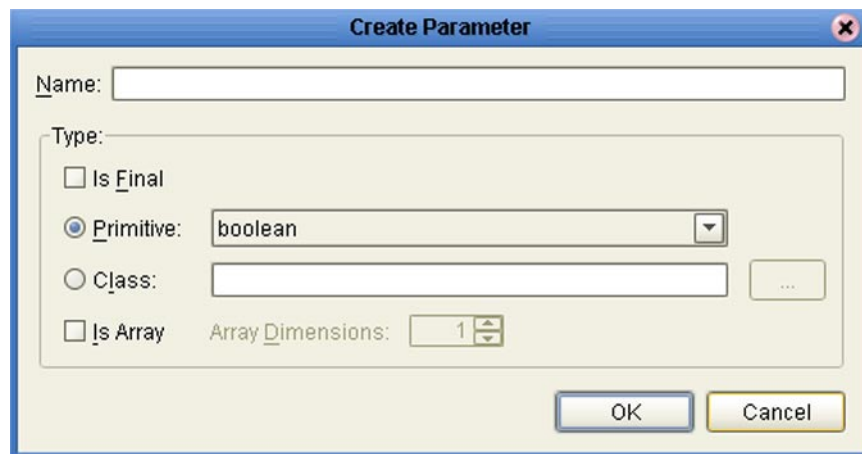 Create Parameter
Name:
Type:
Is Final
Primitive: boolean
Class: ...
Is Array Array Dimensions: 1
OK Cancel